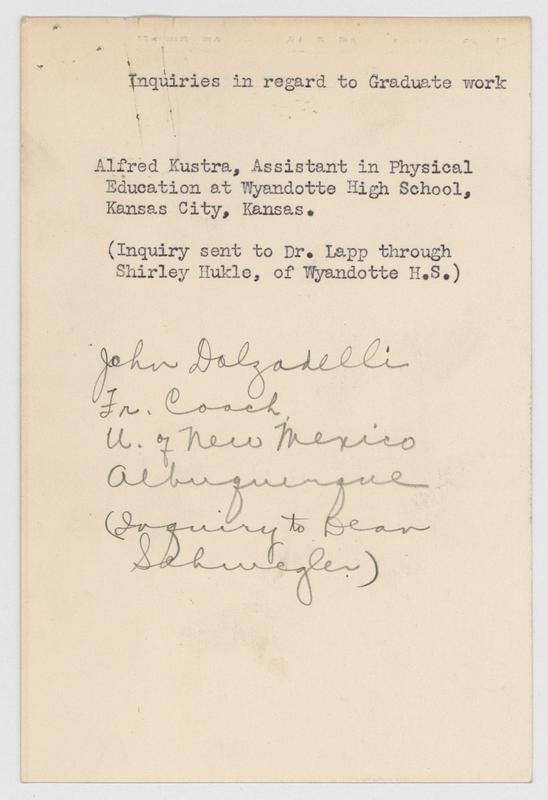 Inquiries in regard to Graduate work
Alfred Kustra, Assistant in Physical
Education at Wyandotte High School,
Kansas City, Kansas.
(Inquiry sent to Dr. Lapp through
Shirley Hukle, of Wyandotte H.S.)
John Dolzadelli
Fr. Coach,
U. of New Mexico
Albuquerque
(Inquiry to Dean
Schwegler.)